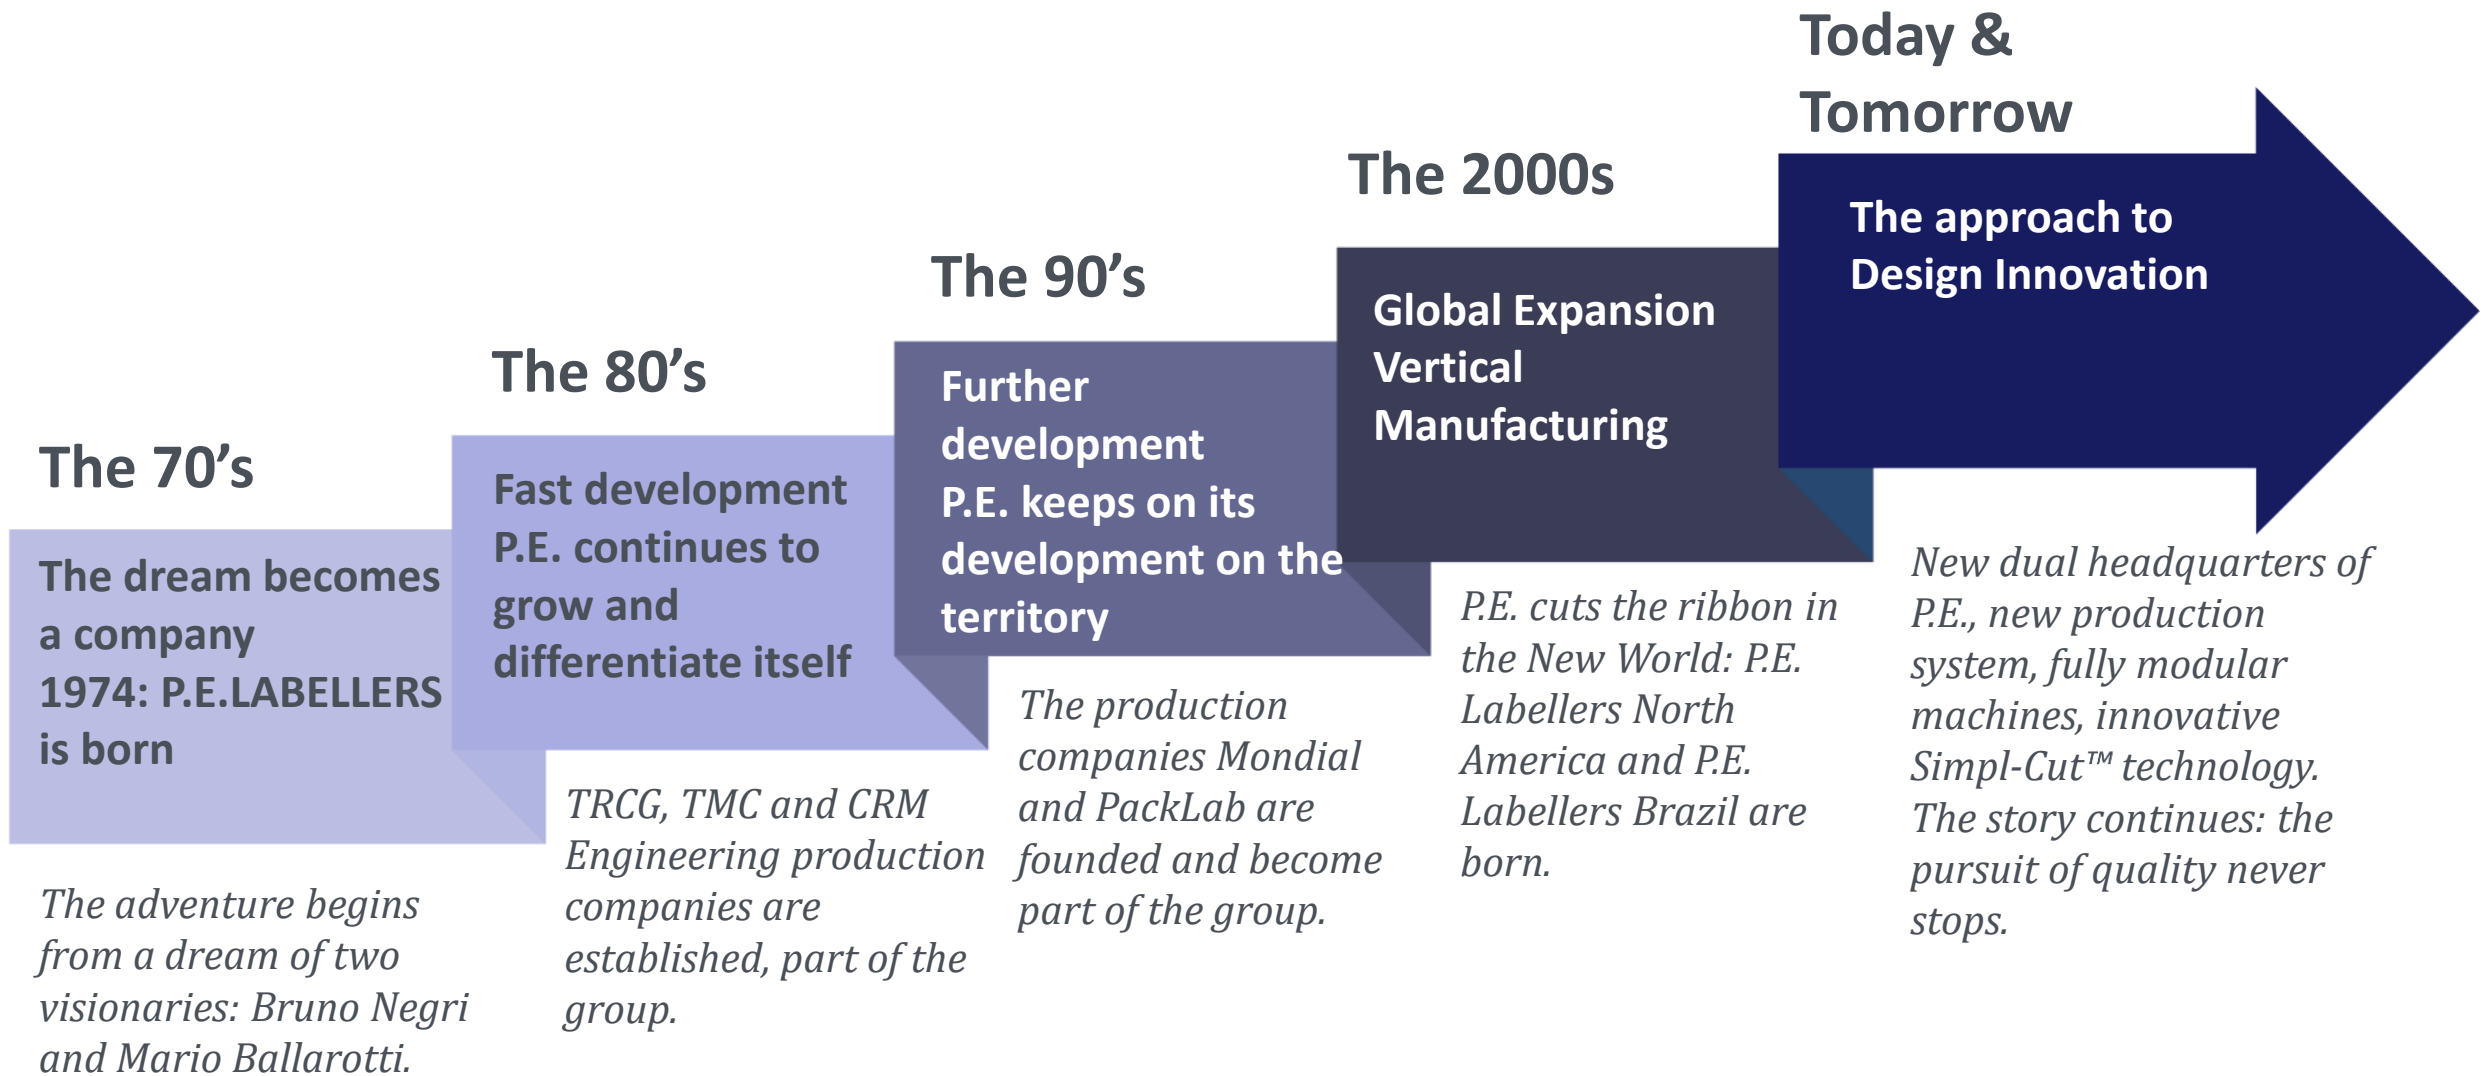 The 70’s
The dream becomes
a company
1974: P.E.LABELLERS
is born
The adventure begins
from a dream of two
visionaries: Bruno Negri
and Mario Ballarotti.
The 80’s
Fast development
P.E. continues to
grow and
differentiate itself
TRCG, TMC and CRM
Engineering production
companies are
established, part of the
group.
The 90’s
Further
development
P.E. keeps on its
development on the
territory
The production
companies Mondial
and PackLab are
founded and become
part of the group.
The 2000s
Global Expansion
Vertical
Manufacturing
P.E. cuts the ribbon in
the New World: P.E.
Labellers North
America and P.E.
Labellers Brazil are
born.
Today &
Tomorrow
The approach to
Design Innovation
New dual headquarters of
P.E., new production
system, fully modular
machines, innovative
Simpl-Cut™ technology.
The story continues: the
pursuit of quality never
stops.